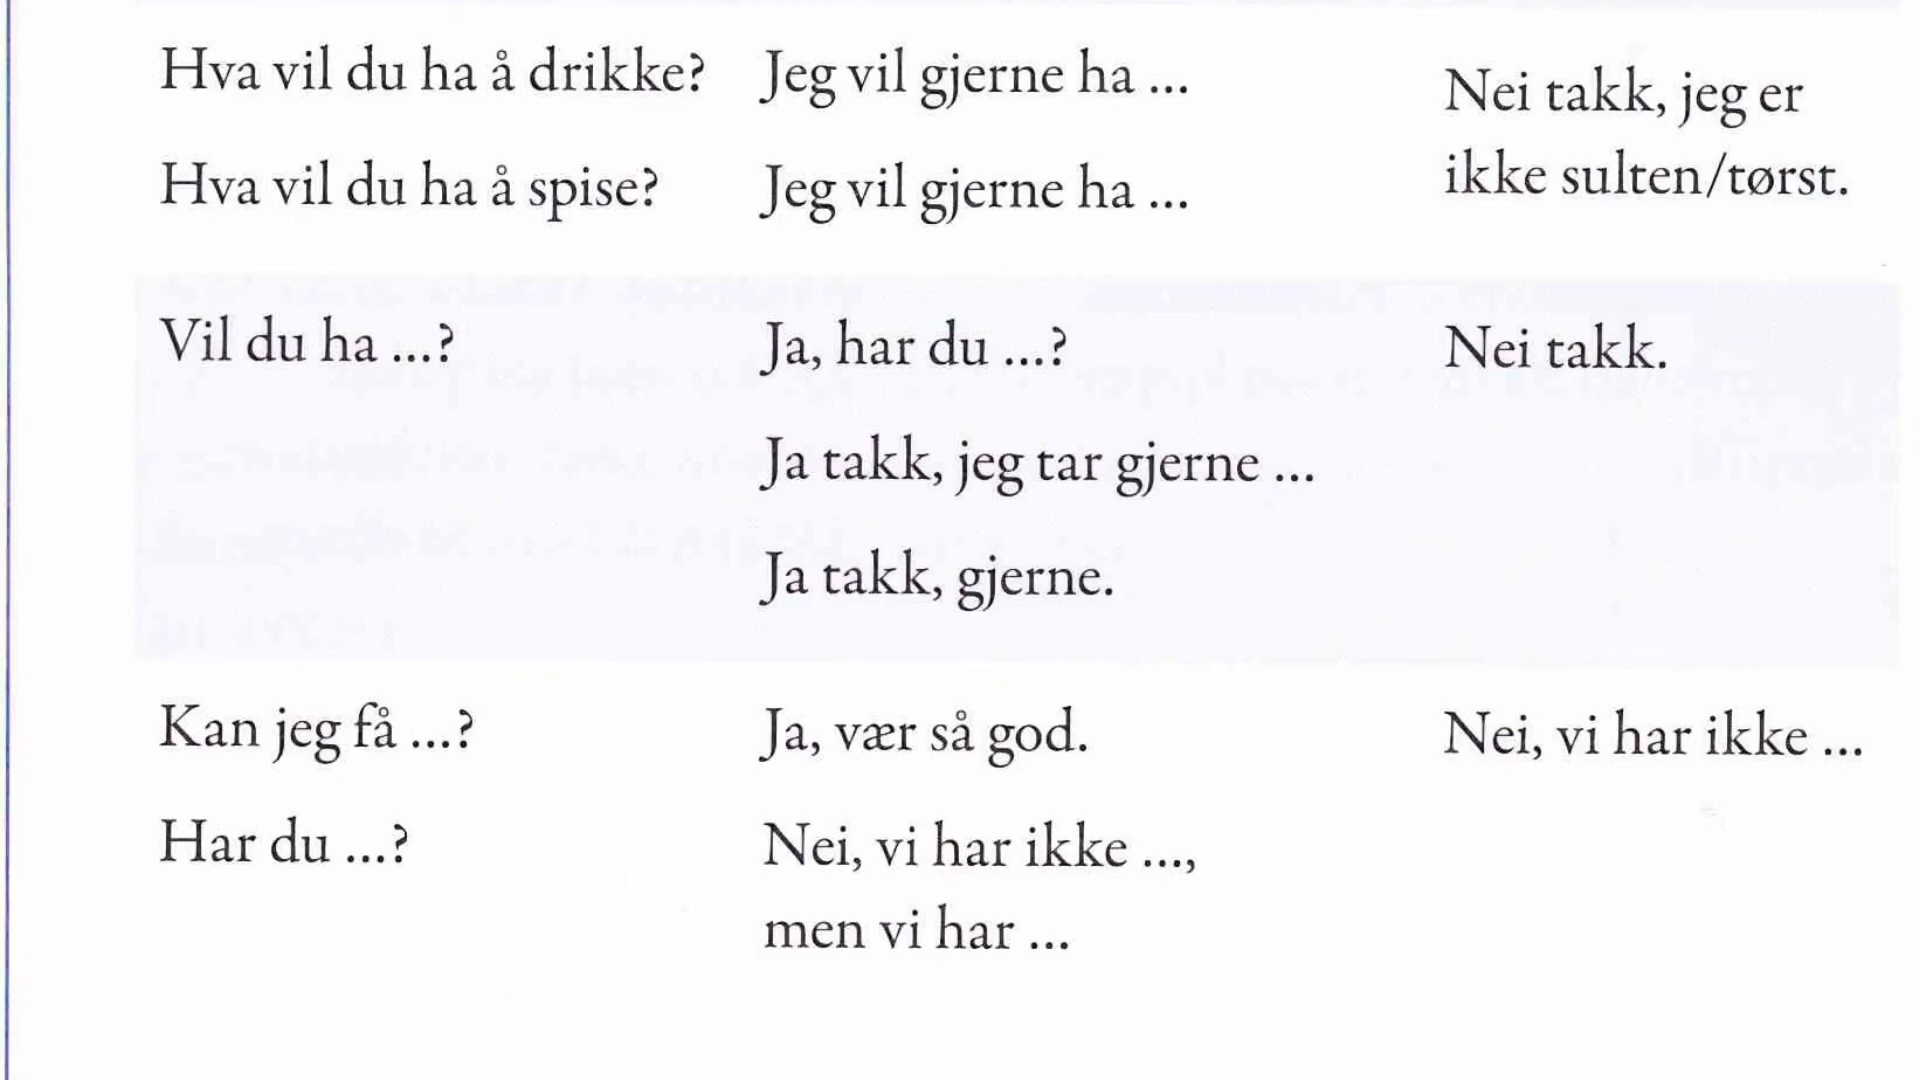 Hva vil du ha å drikke? Jeg vil gjerne ha ...
Nei takk, jeg er
ikke sulten/tørst.
Hva vil du ha å spise? Jeg vil gjerne ha ...
Vil du ha ...? Ja, har du ...? Nei takk.
Ja takk, jeg tar gjerne ...
Ja takk, gjerne.
Kan jeg få ...? Ja, vær så god. Nei, vi har ikke ...
Har du ...? Nei, vi har ikke ...,
men vi har ...